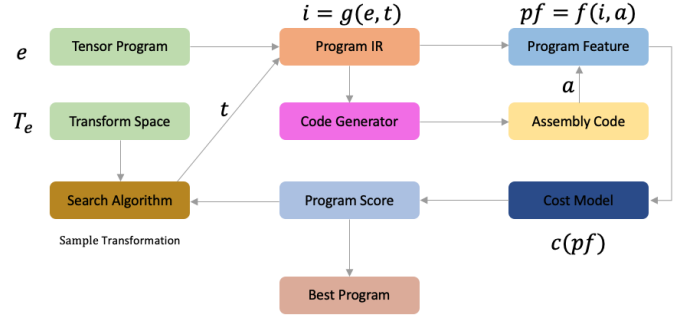 i = g(e, t)
pf = f(i, a)
e
Tensor Program
Program IR
Program Feature
t
a
T_e
Transform Space
Code Generator
Assembly Code
Search Algorithm
Program Score
Cost Model
Sample Transformation
c(pf)
Best Program